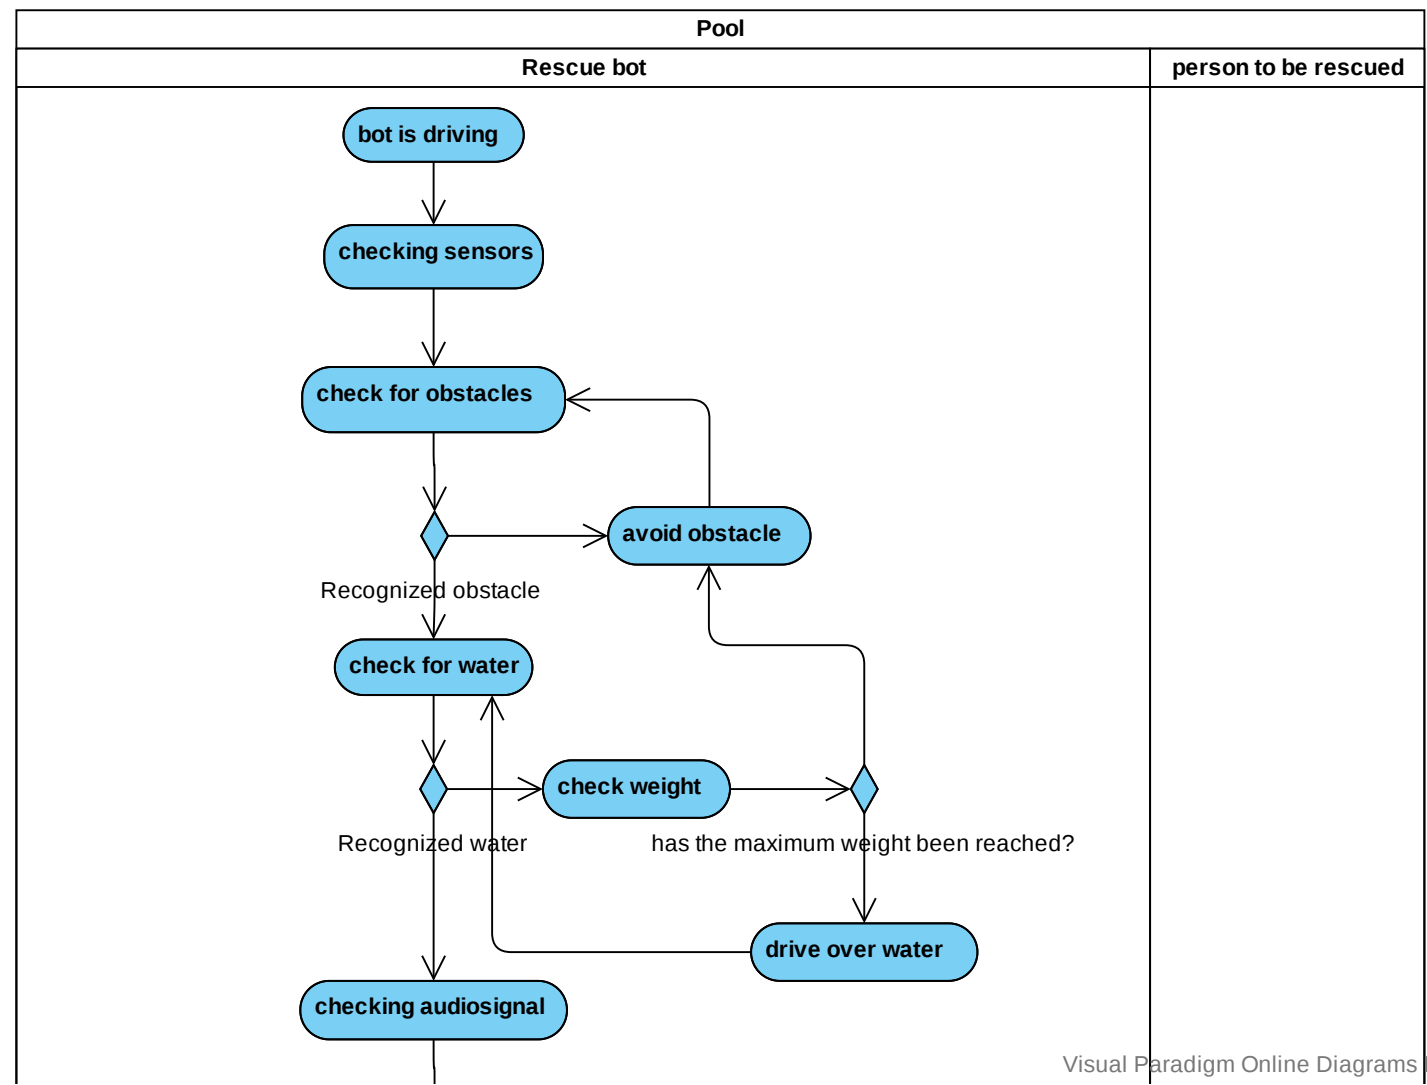 Pool
Rescue bot
person to be rescued
bot is driving
checking sensors
check for obstacles
avoid obstacle
Recognized obstacle
check for water
check weight
Recognized water
has the maximum weight been reached?
drive over water
checking audiosignal
Visual Paradigm Online Diagrams